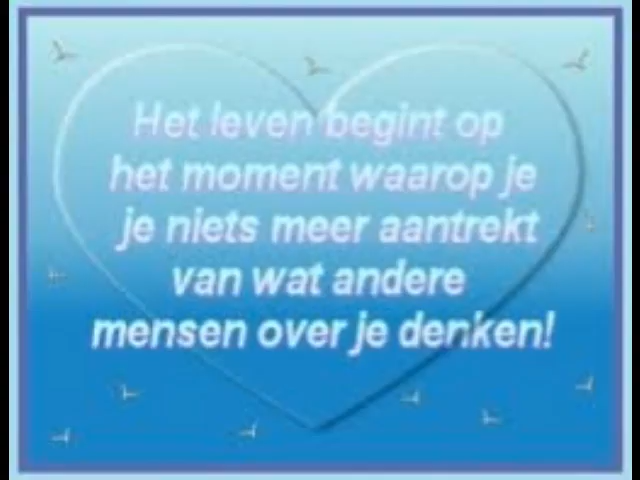 Het leven begint op
het moment waarop je
je niets meer aantrekt
van wat andere
mensen over je denken!